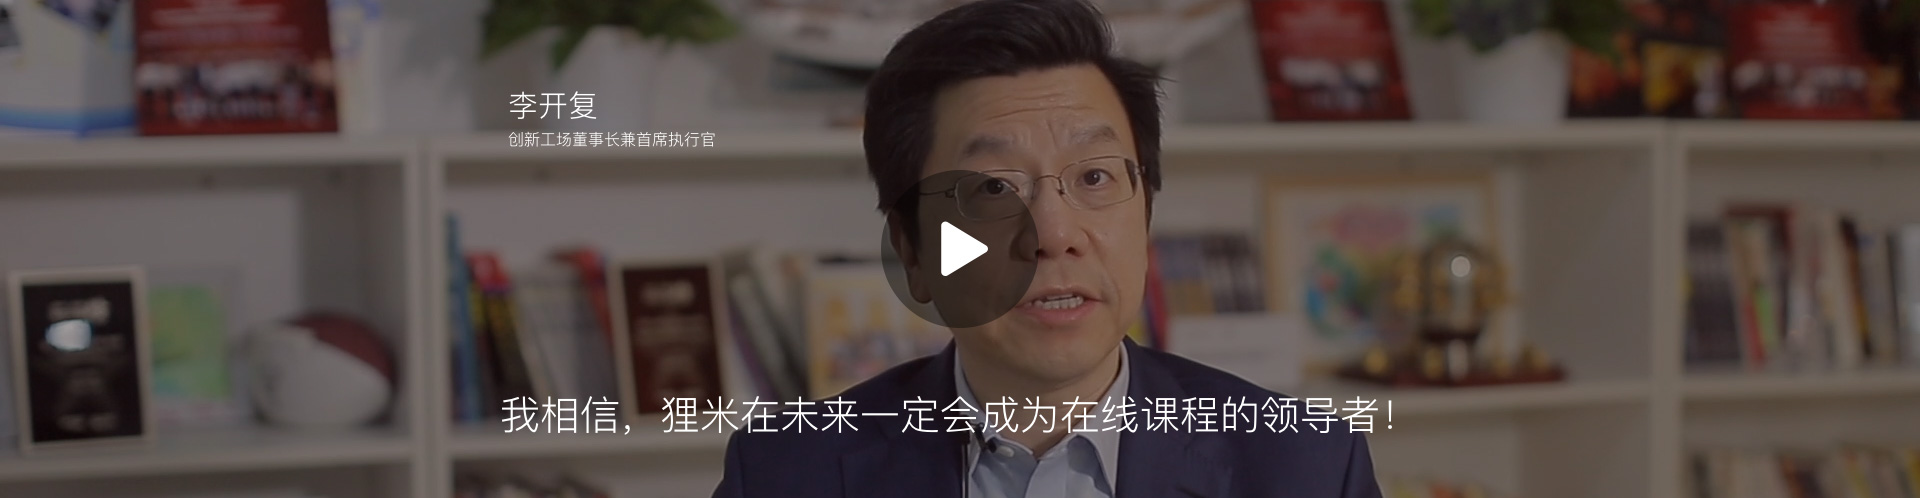 李开复
创新工场董事长兼首席执行官
我相信，狸米在未来一定会成为在线课程的领导者！